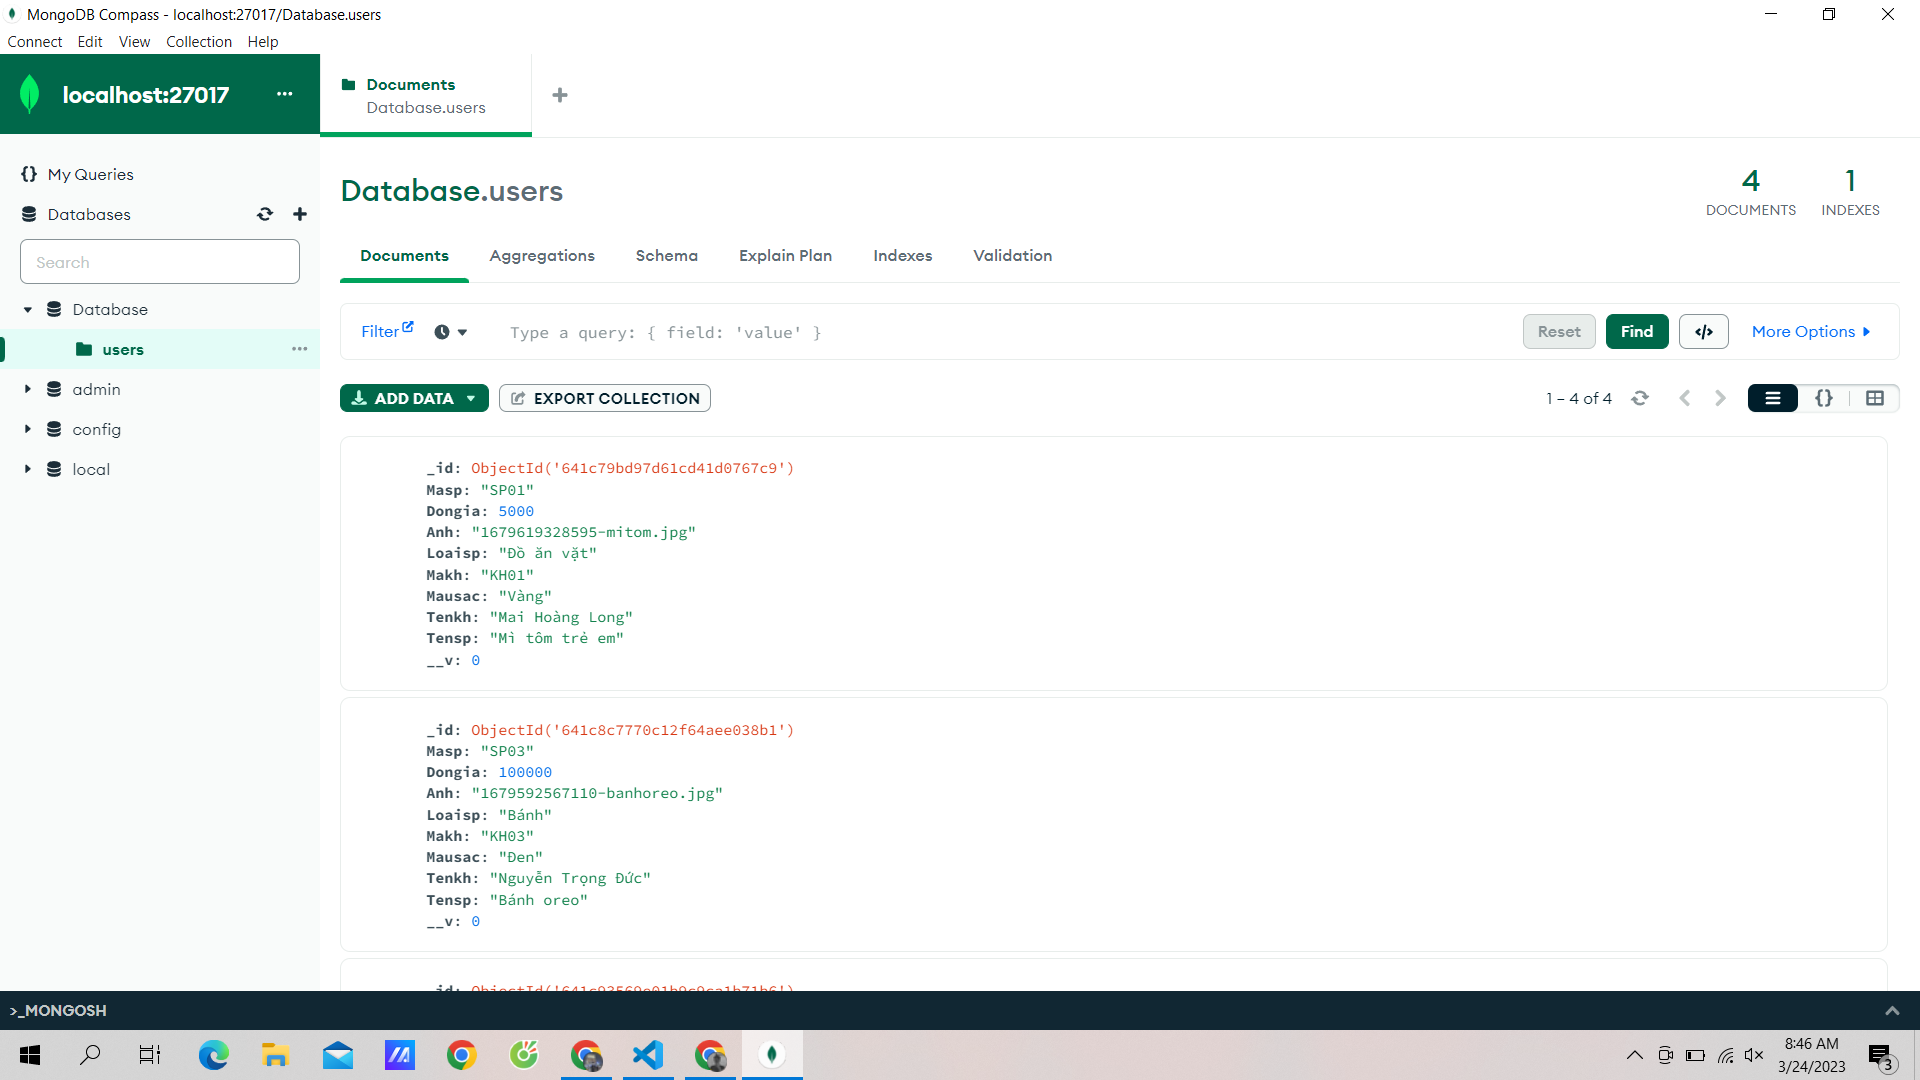 MongoDB Compass - localhost:27017/Database.users
Connect Edit View Collection Help
localhost:27017 ...
Documents
Database.users
My Queries
Databases
Search
Database
users
admin
config
local
Database.users
4
DOCUMENTS
1
INDEXES
Documents Aggregations Schema Explain Plan Indexes Validation
Filter Type a query: { field: 'value' } Reset Find </> More Options
ADD DATA EXPORT COLLECTION 1 – 4 of 4 {}
_id: ObjectId('641c79bd97d61cd41d0767c9')
Masp: "SP01"
Dongia: 5000
Anh: "1679619328595-mitom.jpg"
Loaisp: "Đồ ăn vặt"
Makh: "KH01"
Mausac: "Vàng"
Tenkh: "Mai Hoàng Long"
Tensp: "Mì tôm trẻ em"
__v: 0
_id: ObjectId('641c8c7770c12f64aee038b1')
Masp: "SP03"
Dongia: 100000
Anh: "1679592567110-banhoreo.jpg"
Loaisp: "Bánh"
Makh: "KH03"
Mausac: "Đen"
Tenkh: "Nguyễn Trọng Đức"
Tensp: "Bánh oreo"
__v: 0
_id:
>_MONGOSH
8:46 AM
3/24/2023
3